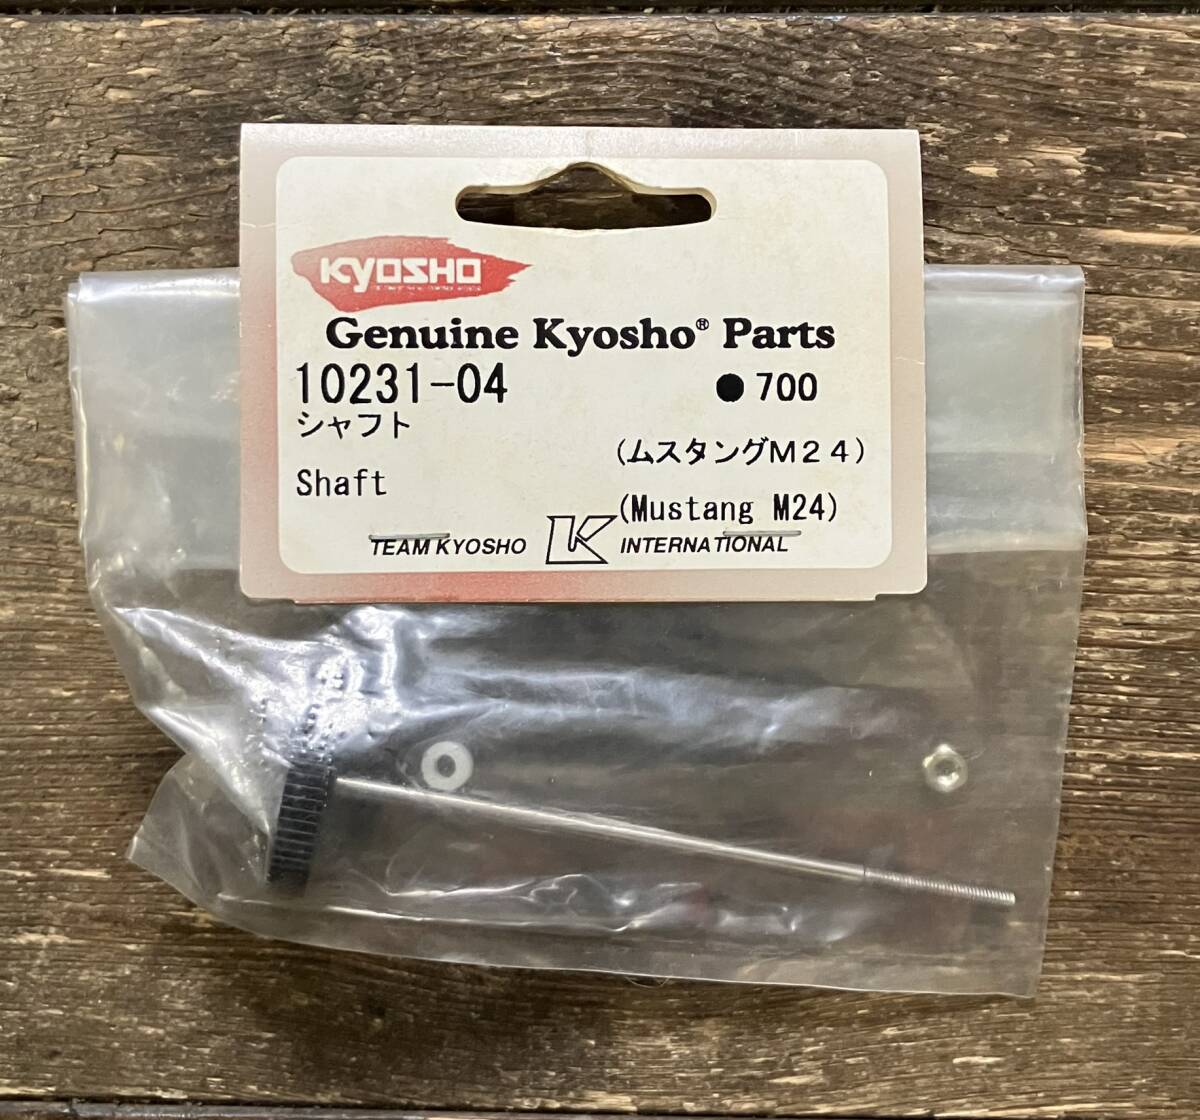 KYOSHO
Genuine Kyosho® Parts
10231-04 ●700
シャフト
(ムスタングM24)
Shaft
(Mustang M24)
TEAM KYOSHO K INTERNATIONAL